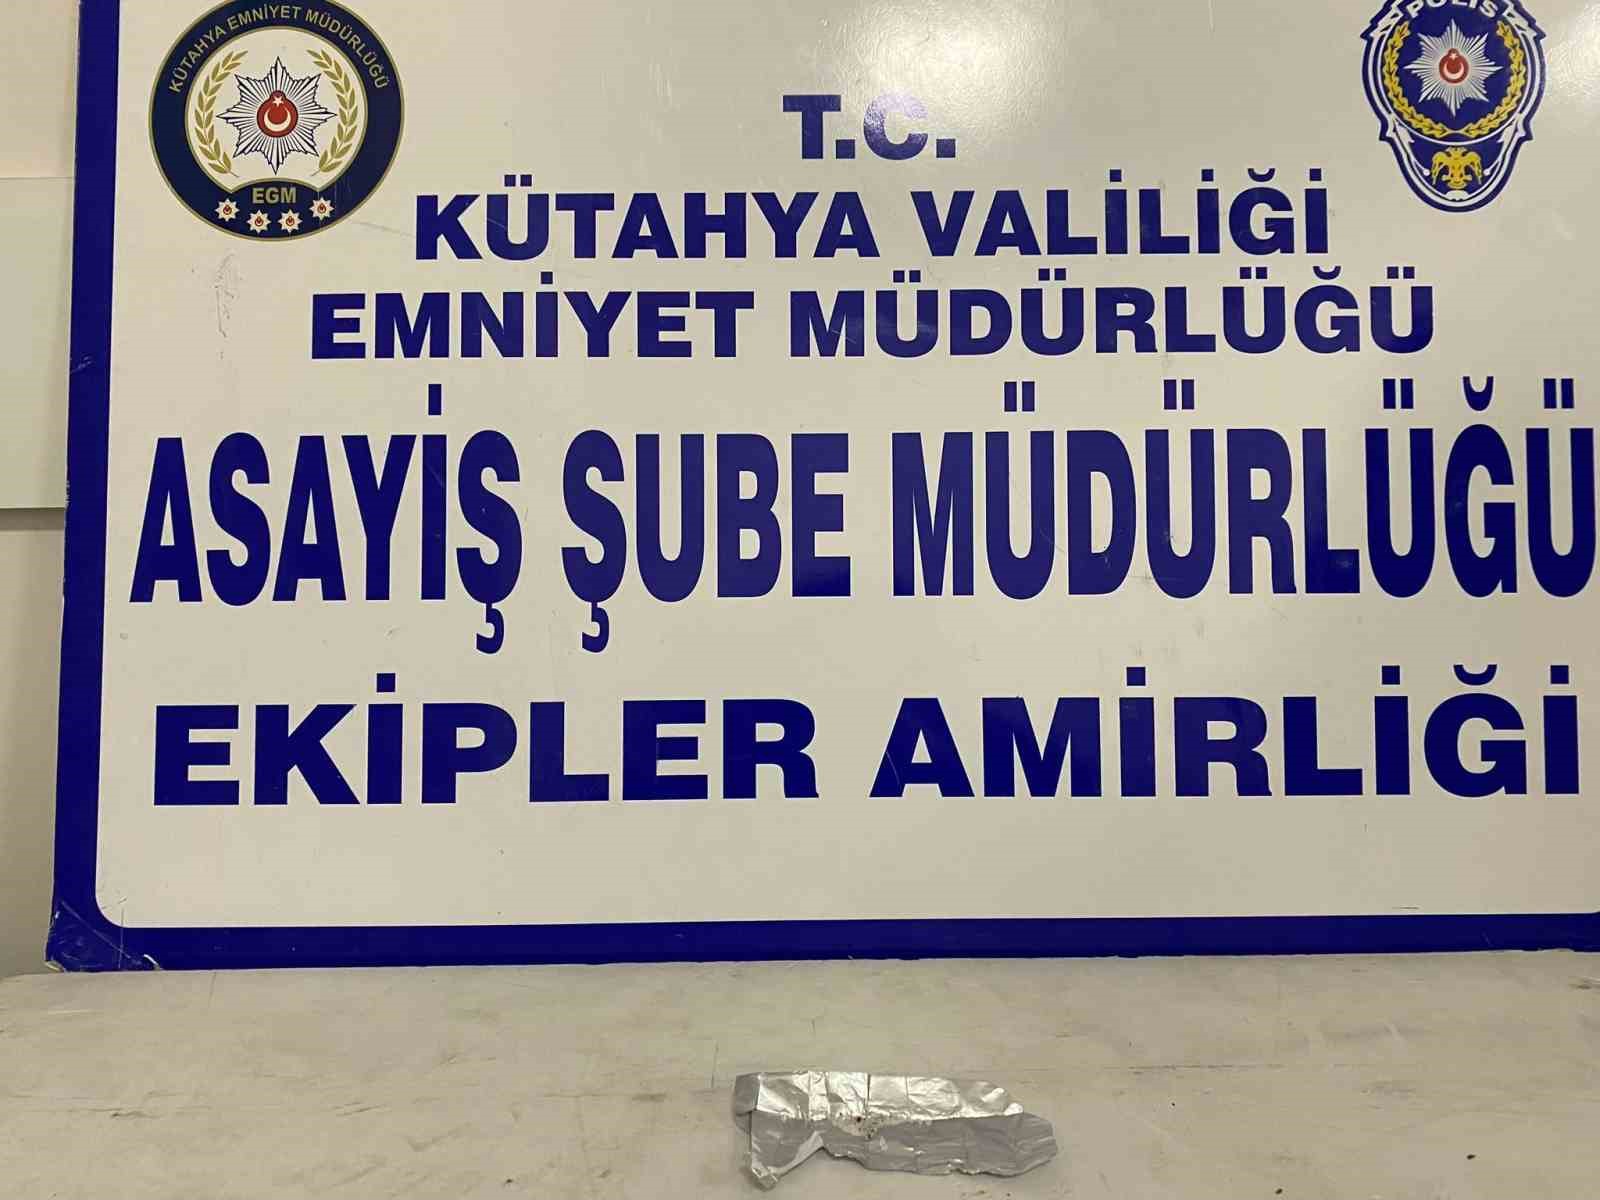 KÜTAHYA EMNİYET MÜDÜRLÜĞÜ
EGM
POLİS
T.C.
KÜTAHYA VALİLİĞİ
EMNİYET MÜDÜRLÜĞÜ
ASAYİŞ ŞUBE MÜDÜRLÜĞÜ
EKİPLER AMİRLİĞİ